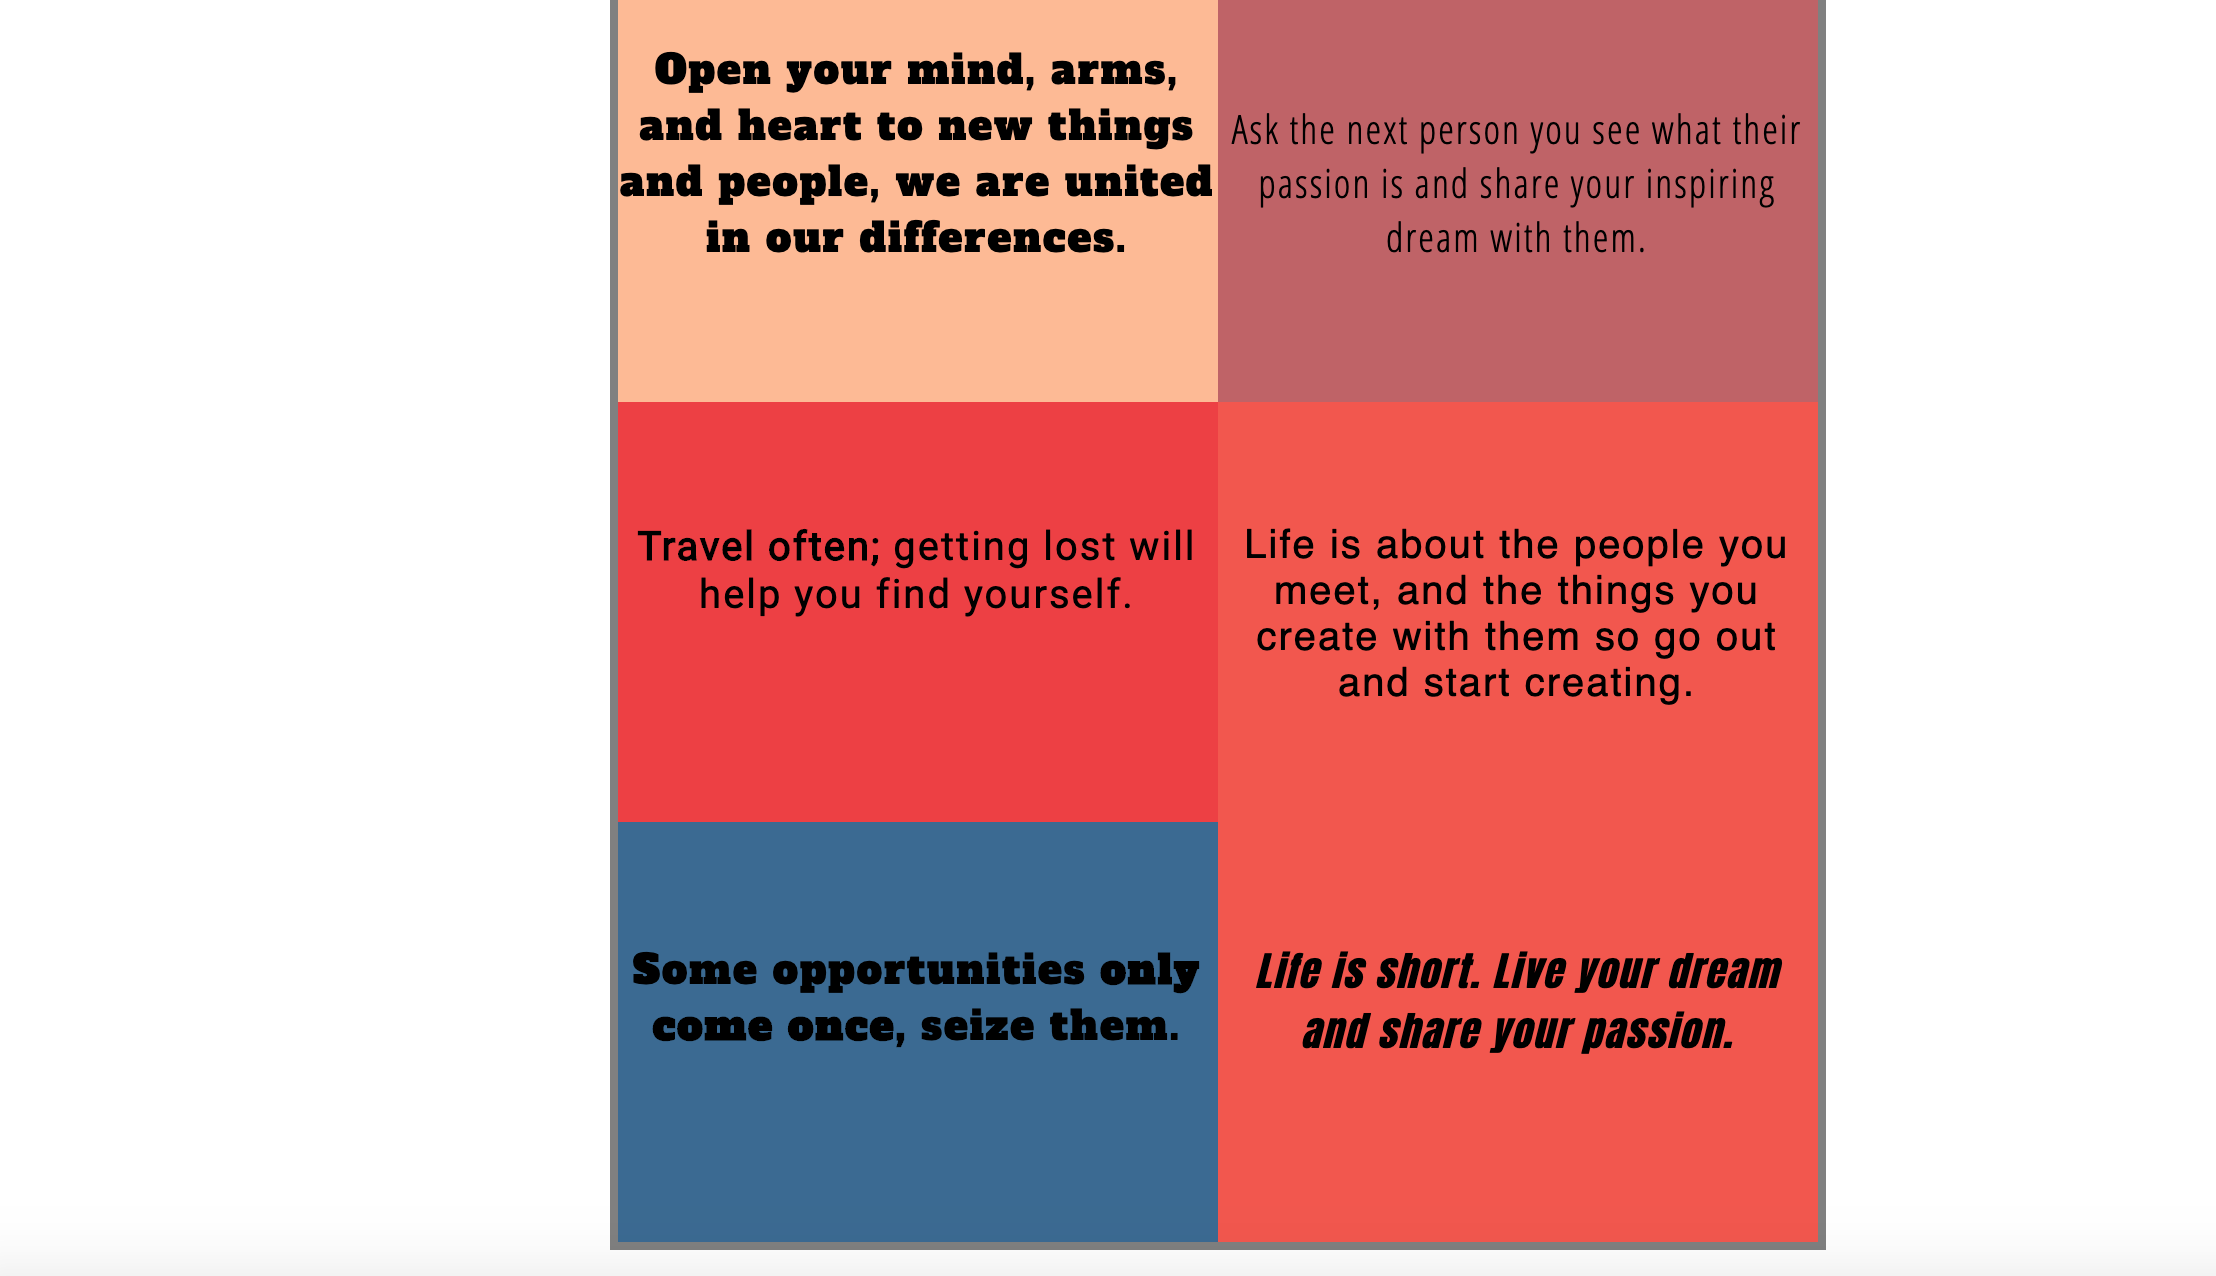 Open your mind, arms,
and heart to new things
and people, we are united
in our differences.
Ask the next person you see what their
passion is and share your inspiring
dream with them.
Travel often; getting lost will
help you find yourself.
Life is about the people you
meet, and the things you
create with them so go out
and start creating.
Some opportunities only
come once, seize them.
Life is short. Live your dream
and share your passion.